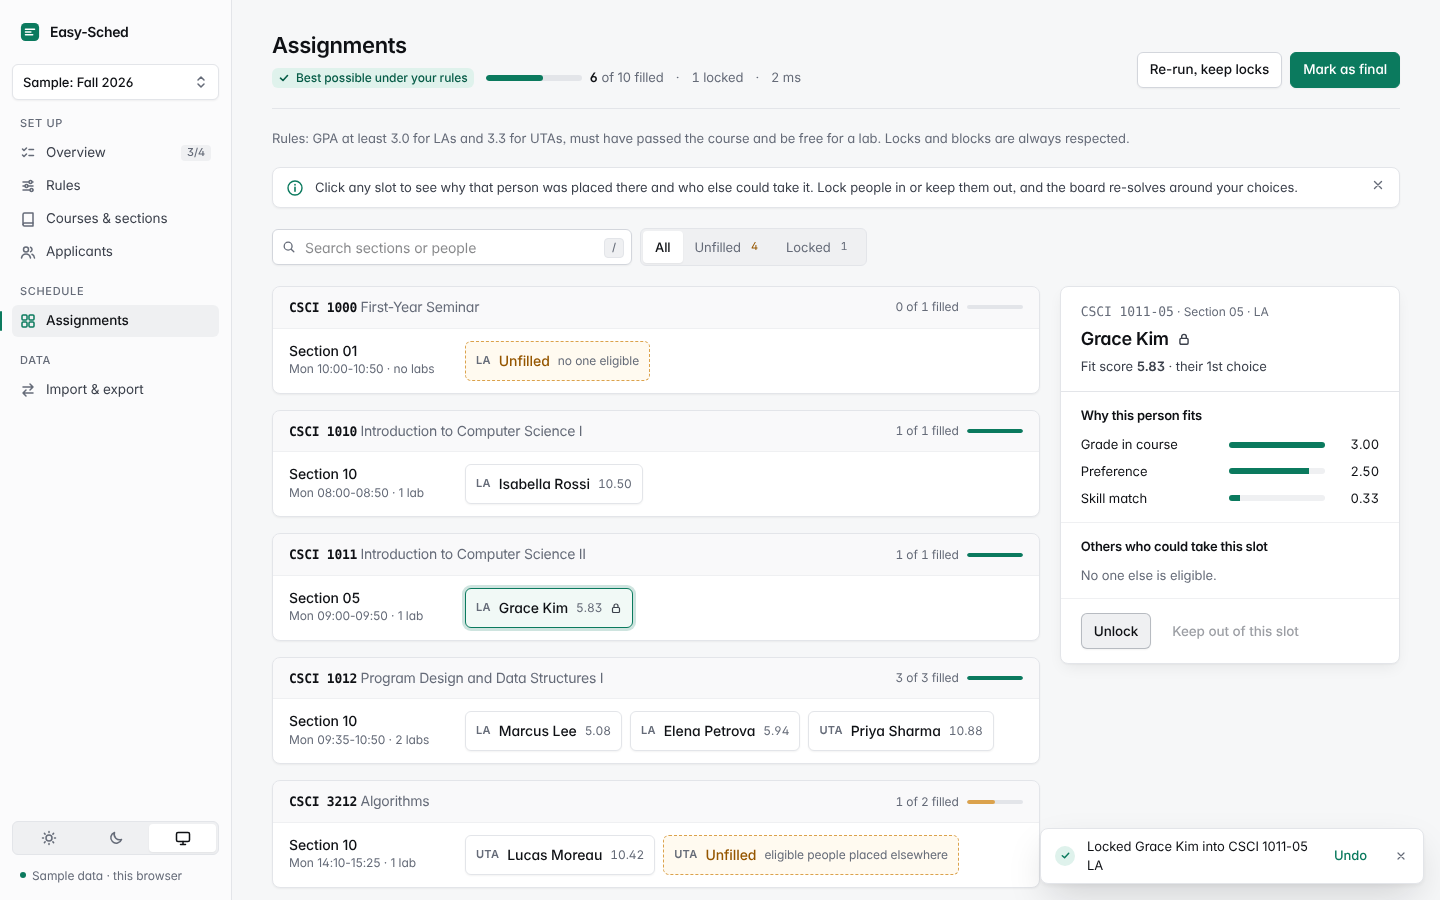 Easy-Sched
Sample: Fall 2026
SET UP
Overview 3/4
Rules
Courses & sections
Applicants
SCHEDULE
Assignments
DATA
Import & export
Sample data · this browser
Assignments
Best possible under your rules 6 of 10 filled · 1 locked · 2 ms
Re-run, keep locks Mark as final
Rules: GPA at least 3.0 for LAs and 3.3 for UTAs, must have passed the course and be free for a lab. Locks and blocks are always respected.
Click any slot to see why that person was placed there and who else could take it. Lock people in or keep them out, and the board re-solves around your choices.
Search sections or people /
All Unfilled 4 Locked 1
CSCI 1000 First-Year Seminar 0 of 1 filled
Section 01
Mon 10:00-10:50 · no labs
LA Unfilled no one eligible
CSCI 1010 Introduction to Computer Science I 1 of 1 filled
Section 10
Mon 08:00-08:50 · 1 lab
LA Isabella Rossi 10.50
CSCI 1011 Introduction to Computer Science II 1 of 1 filled
Section 05
Mon 09:00-09:50 · 1 lab
LA Grace Kim 5.83
CSCI 1012 Program Design and Data Structures I 3 of 3 filled
Section 10
Mon 09:35-10:50 · 2 labs
LA Marcus Lee 5.08 LA Elena Petrova 5.94 UTA Priya Sharma 10.88
CSCI 3212 Algorithms 1 of 2 filled
Section 10
Mon 14:10-15:25 · 1 lab
UTA Lucas Moreau 10.42 UTA Unfilled eligible people placed elsewhere
CSCI 1011-05 · Section 05 · LA
Grace Kim
Fit score 5.83 · their 1st choice
Why this person fits
Grade in course 3.00
Preference 2.50
Skill match 0.33
Others who could take this slot
No one else is eligible.
Unlock Keep out of this slot
Locked Grace Kim into CSCI 1011-05
LA
Undo